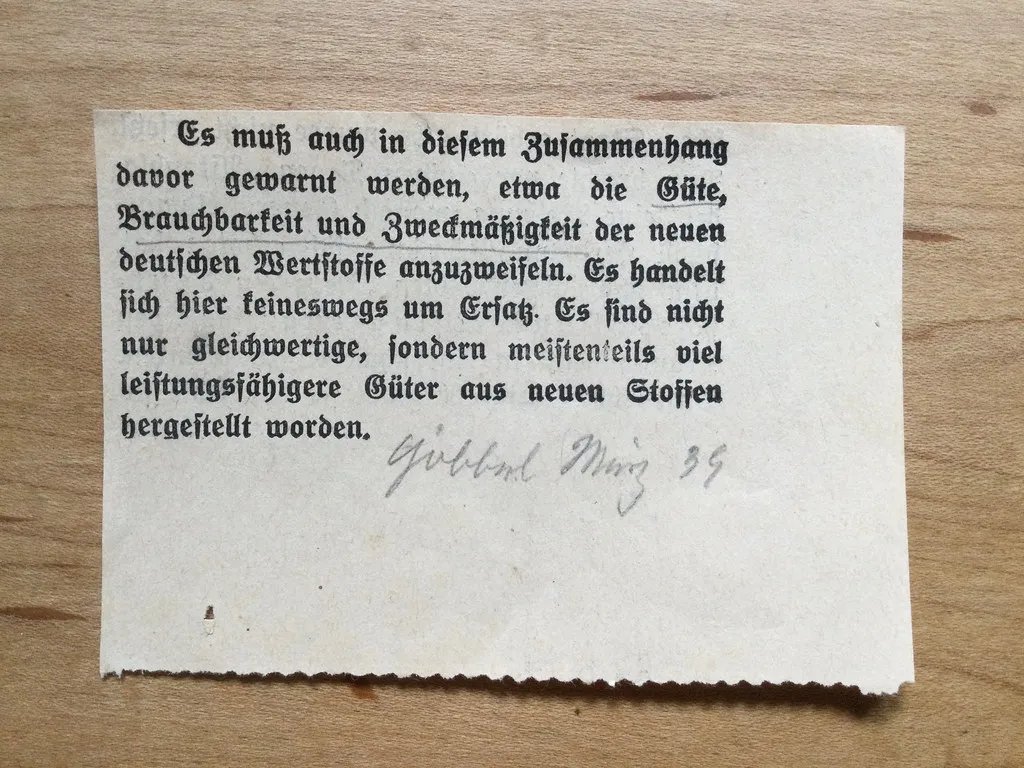 Es muß auch in diesem Zusammenhang
davor gewarnt werden, etwa die Güte,
Brauchbarkeit und Zweckmäßigkeit der neuen
deutschen Wertstoffe anzuzweifeln. Es handelt
sich hier keineswegs um Ersatz. Es sind nicht
nur gleichwertige, sondern meistenteils viel
leistungsfähigere Güter aus neuen Stoffen
hergestellt worden.
März 39